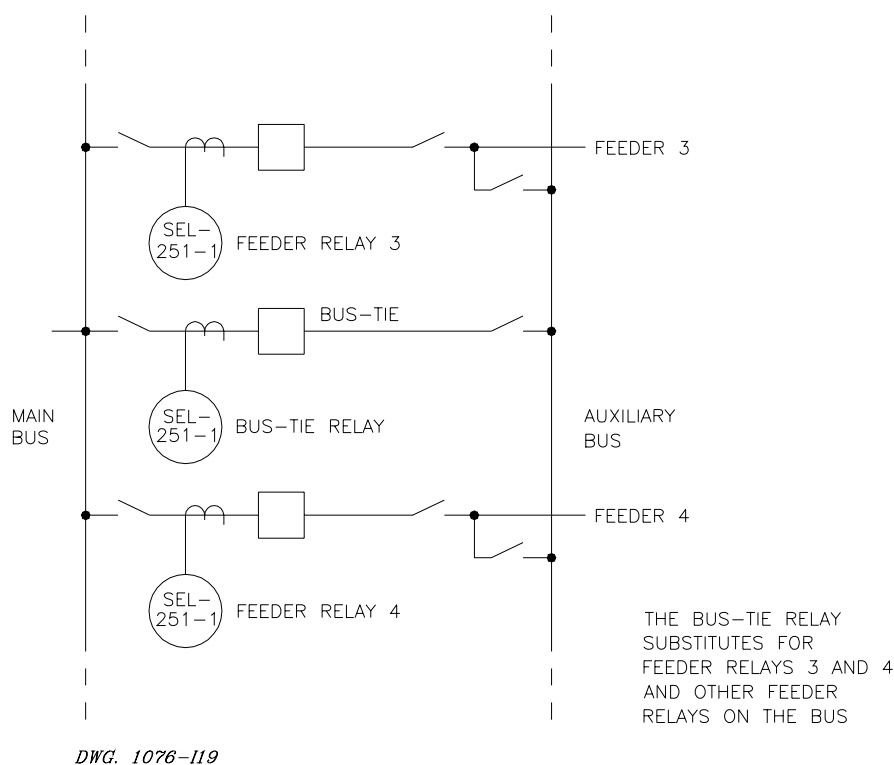 FEEDER 3
SEL-
251-1
FEEDER RELAY 3
BUS-TIE
MAIN
BUS
SEL-
251-1
BUS-TIE RELAY
AUXILIARY
BUS
FEEDER 4
SEL-
251-1
FEEDER RELAY 4
THE BUS-TIE RELAY
SUBSTITUTES FOR
FEEDER RELAYS 3 AND 4
AND OTHER FEEDER
RELAYS ON THE BUS
DWG. 1076-I19